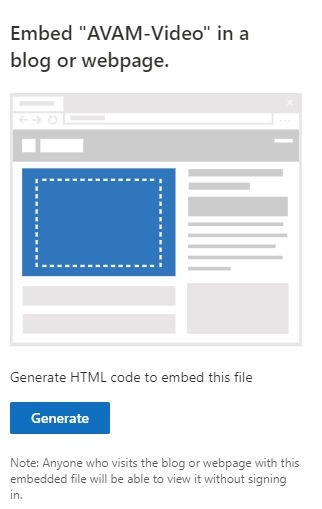 Embed "AVAM-Video" in a
blog or webpage.
Generate HTML code to embed this file
Generate
Note: Anyone who visits the blog or webpage with this
embedded file will be able to view it without signing
in.